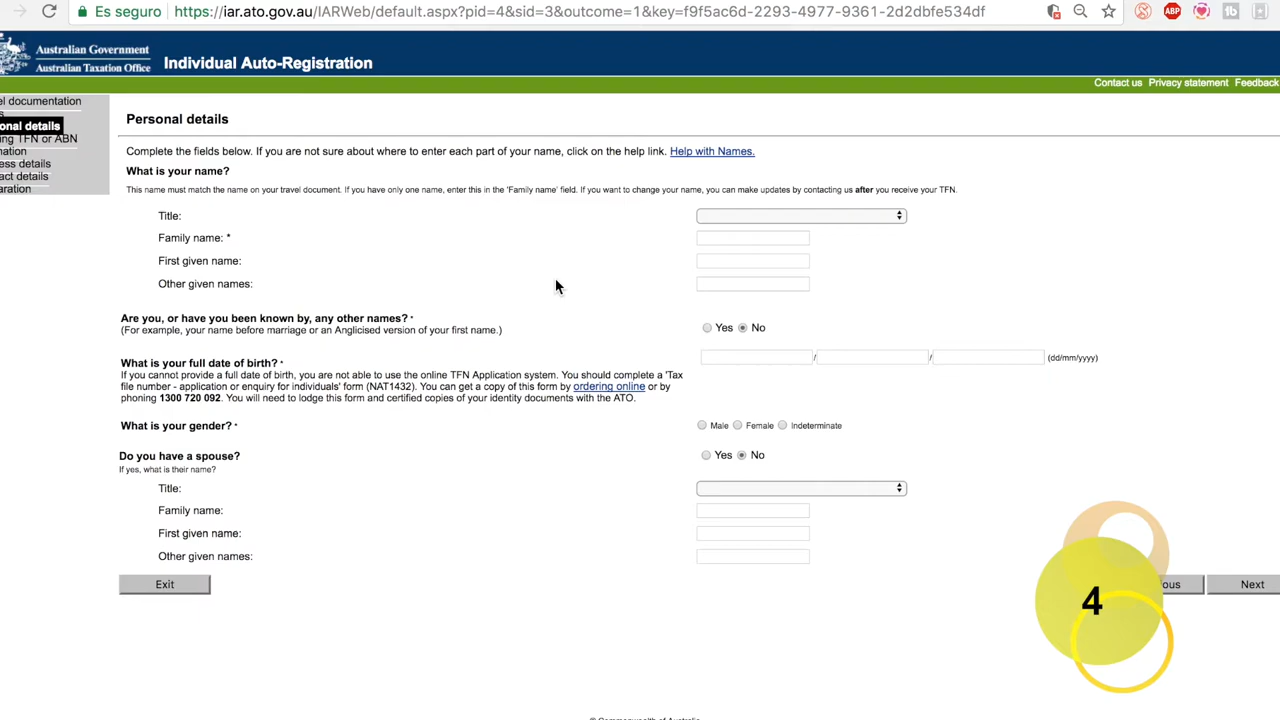 Es seguro https://iar.ato.gov.au/IARWeb/default.aspx?pid=4&sid=3&outcome=1&key=f9f5ac6d-2293-4977-9361-2d2dbfe534df
ABP
Australian Government
Australian Taxation Office
Individual Auto-Registration
Contact us Privacy statement Feedback
el documentation
onal details
ing TFN or ABN
mation
ess details
act details
aration
Personal details
Complete the fields below. If you are not sure about where to enter each part of your name, click on the help link. Help with Names.
What is your name?
This name must match the name on your travel document. If you have only one name, enter this in the 'Family name' field. If you want to change your name, you can make updates by contacting us after you receive your TFN.
Title:
Family name: *
First given name:
Other given names:
Are you, or have you been known by, any other names? *
(For example, your name before marriage or an Anglicised version of your first name.)
Yes No
What is your full date of birth? *
/ / (dd/mm/yyyy)
If you cannot provide a full date of birth, you are not able to use the online TFN Application system. You should complete a 'Tax
file number - application or enquiry for individuals' form (NAT1432). You can get a copy of this form by ordering online or by
phoning 1300 720 092. You will need to lodge this form and certified copies of your identity documents with the ATO.
What is your gender? *
Male Female Indeterminate
Do you have a spouse?
Yes No
If yes, what is their name?
Title:
Family name:
First given name:
Other given names:
Exit
ous
Next
4
© Commonwealth of Australia